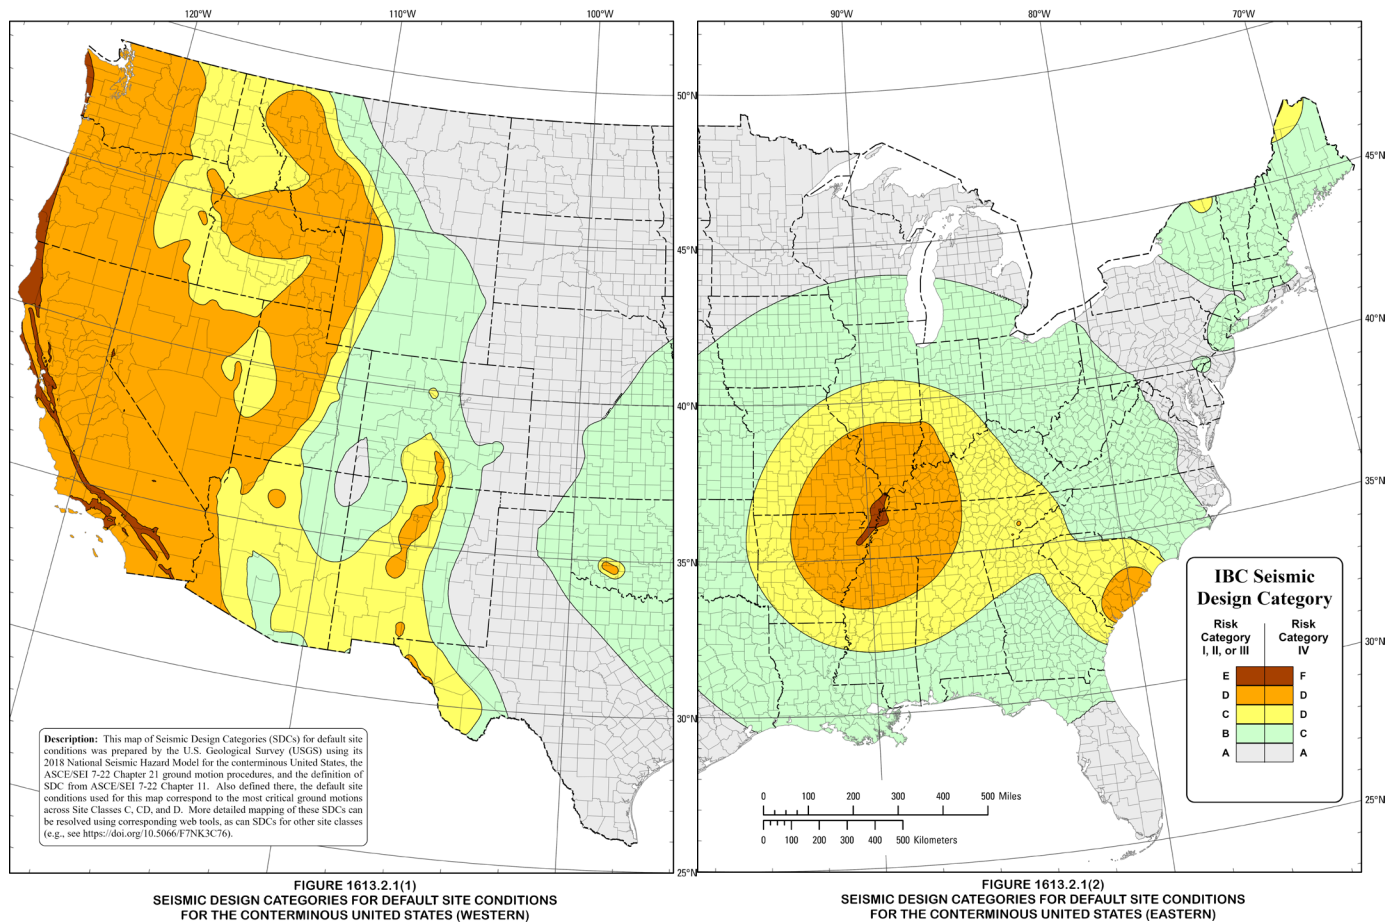 120°W
110°W
100°W
90°W
80°W
70°W
50°N
45°N
45°N
40°N
40°N
35°N
35°N
30°N
30°N
25°N
25°N
Description: This map of Seismic Design Categories (SDCs) for default site
conditions was prepared by the U.S. Geological Survey (USGS) using its
2018 National Seismic Hazard Model for the conterminous United States, the
ASCE/SEI 7-22 Chapter 21 ground motion procedures, and the definition of
SDC from ASCE/SEI 7-22 Chapter 11. Also defined there, the default site
conditions used for this map correspond to the most critical ground motions
across Site Classes C, CD, and D. More detailed mapping of these SDCs can
be resolved using corresponding web tools, as can SDCs for other site classes
(e.g., see https://doi.org/10.5066/F7NK3C76).
IBC Seismic
Design Category
Risk
Category
I, II, or III
Risk
Category
IV
E F
D D
C D
B C
A A
0 100 200 300 400 500 Miles
0 100 200 300 400 500 Kilometers
FIGURE 1613.2.1(1)
SEISMIC DESIGN CATEGORIES FOR DEFAULT SITE CONDITIONS
FOR THE CONTERMINOUS UNITED STATES (WESTERN)
FIGURE 1613.2.1(2)
SEISMIC DESIGN CATEGORIES FOR DEFAULT SITE CONDITIONS
FOR THE CONTERMINOUS UNITED STATES (EASTERN)